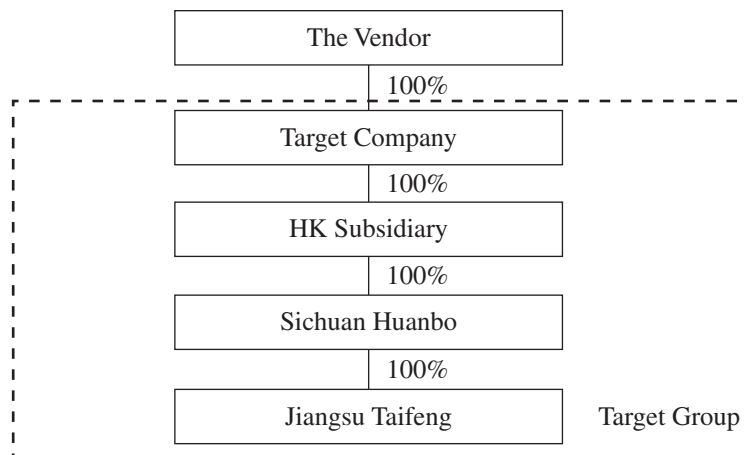 The Vendor
100%
Target Company
100%
HK Subsidiary
100%
Sichuan Huanbo
100%
Jiangsu Taifeng
Target Group